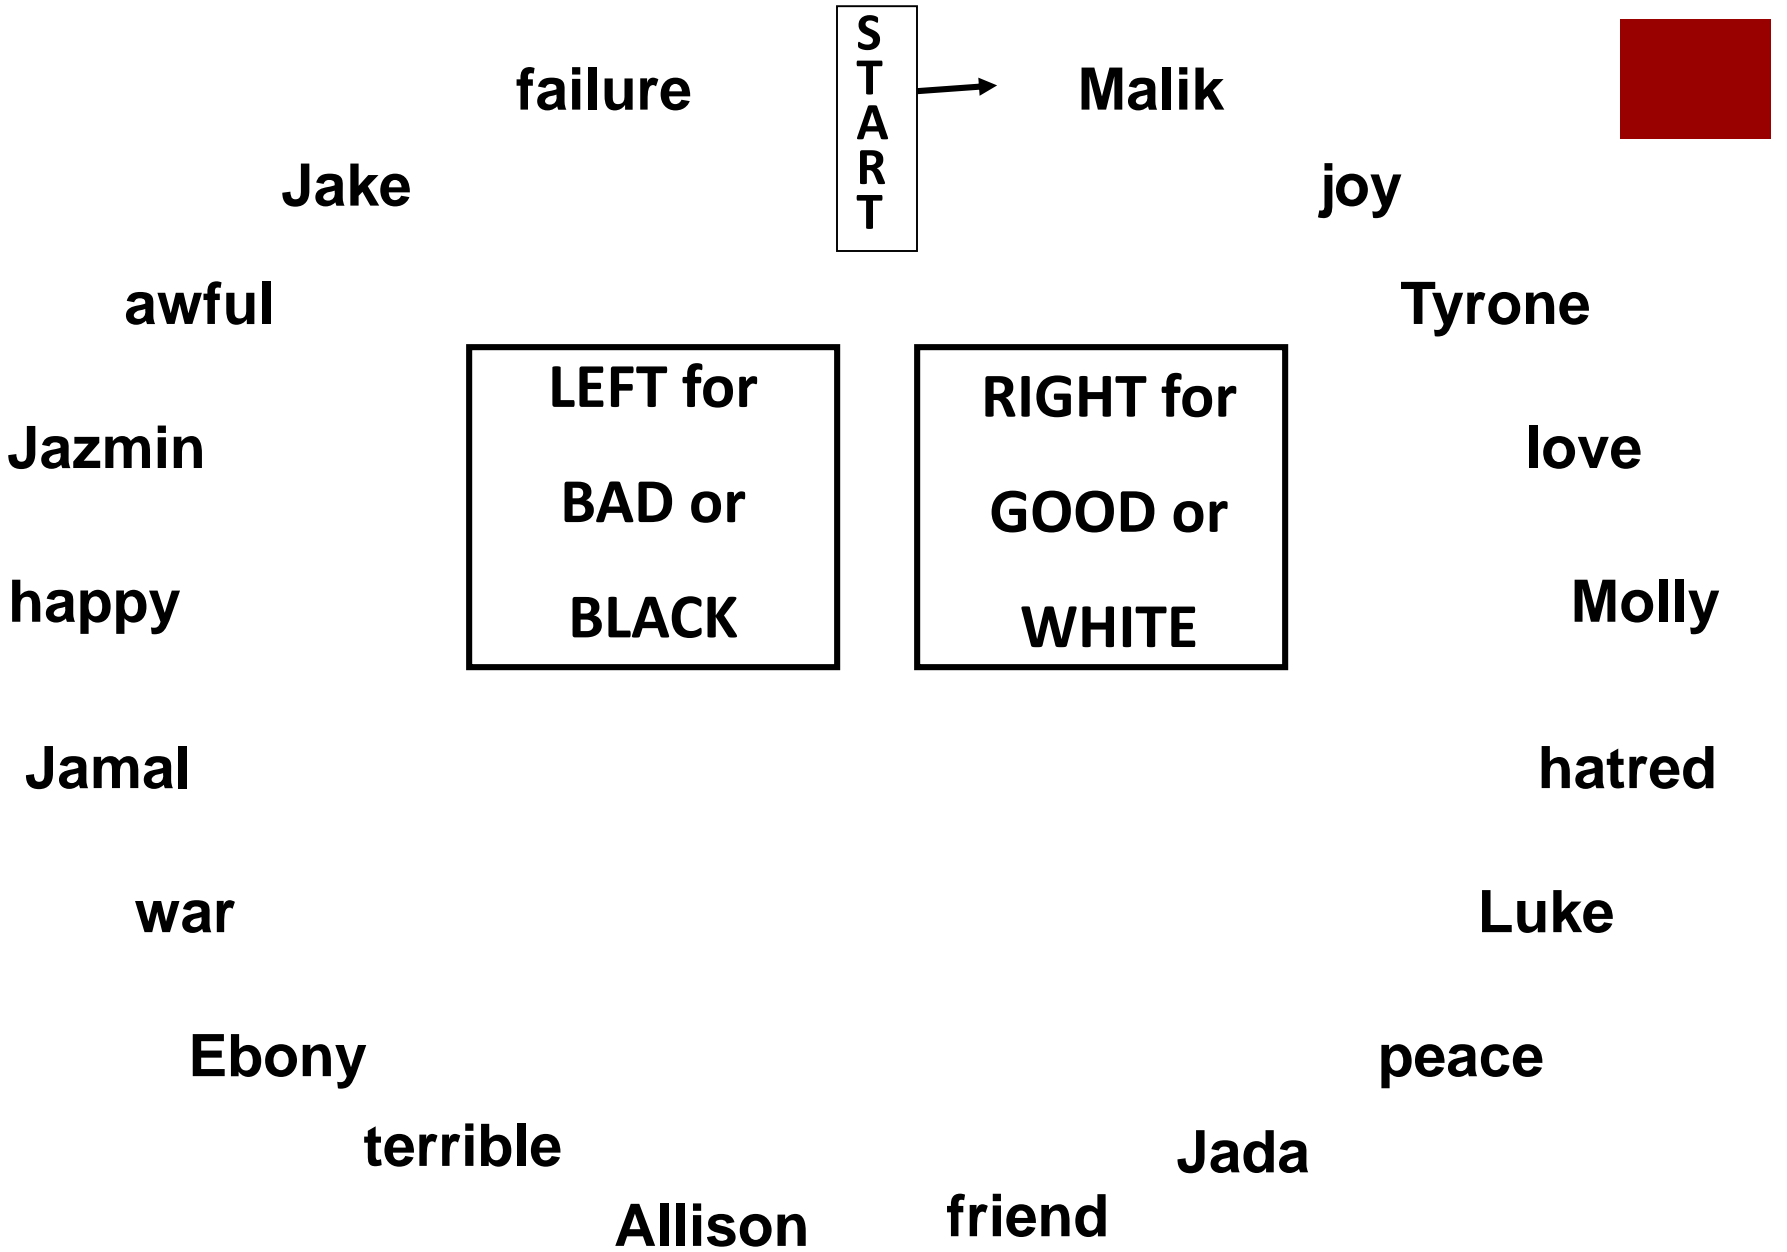 START
Malik
joy
Tyrone
love
Molly
hatred
Luke
peace
Jada
friend
Allison
terrible
Ebony
war
Jamal
happy
Jazmin
awful
Jake
failure
LEFT for
BAD or
BLACK
RIGHT for
GOOD or
WHITE